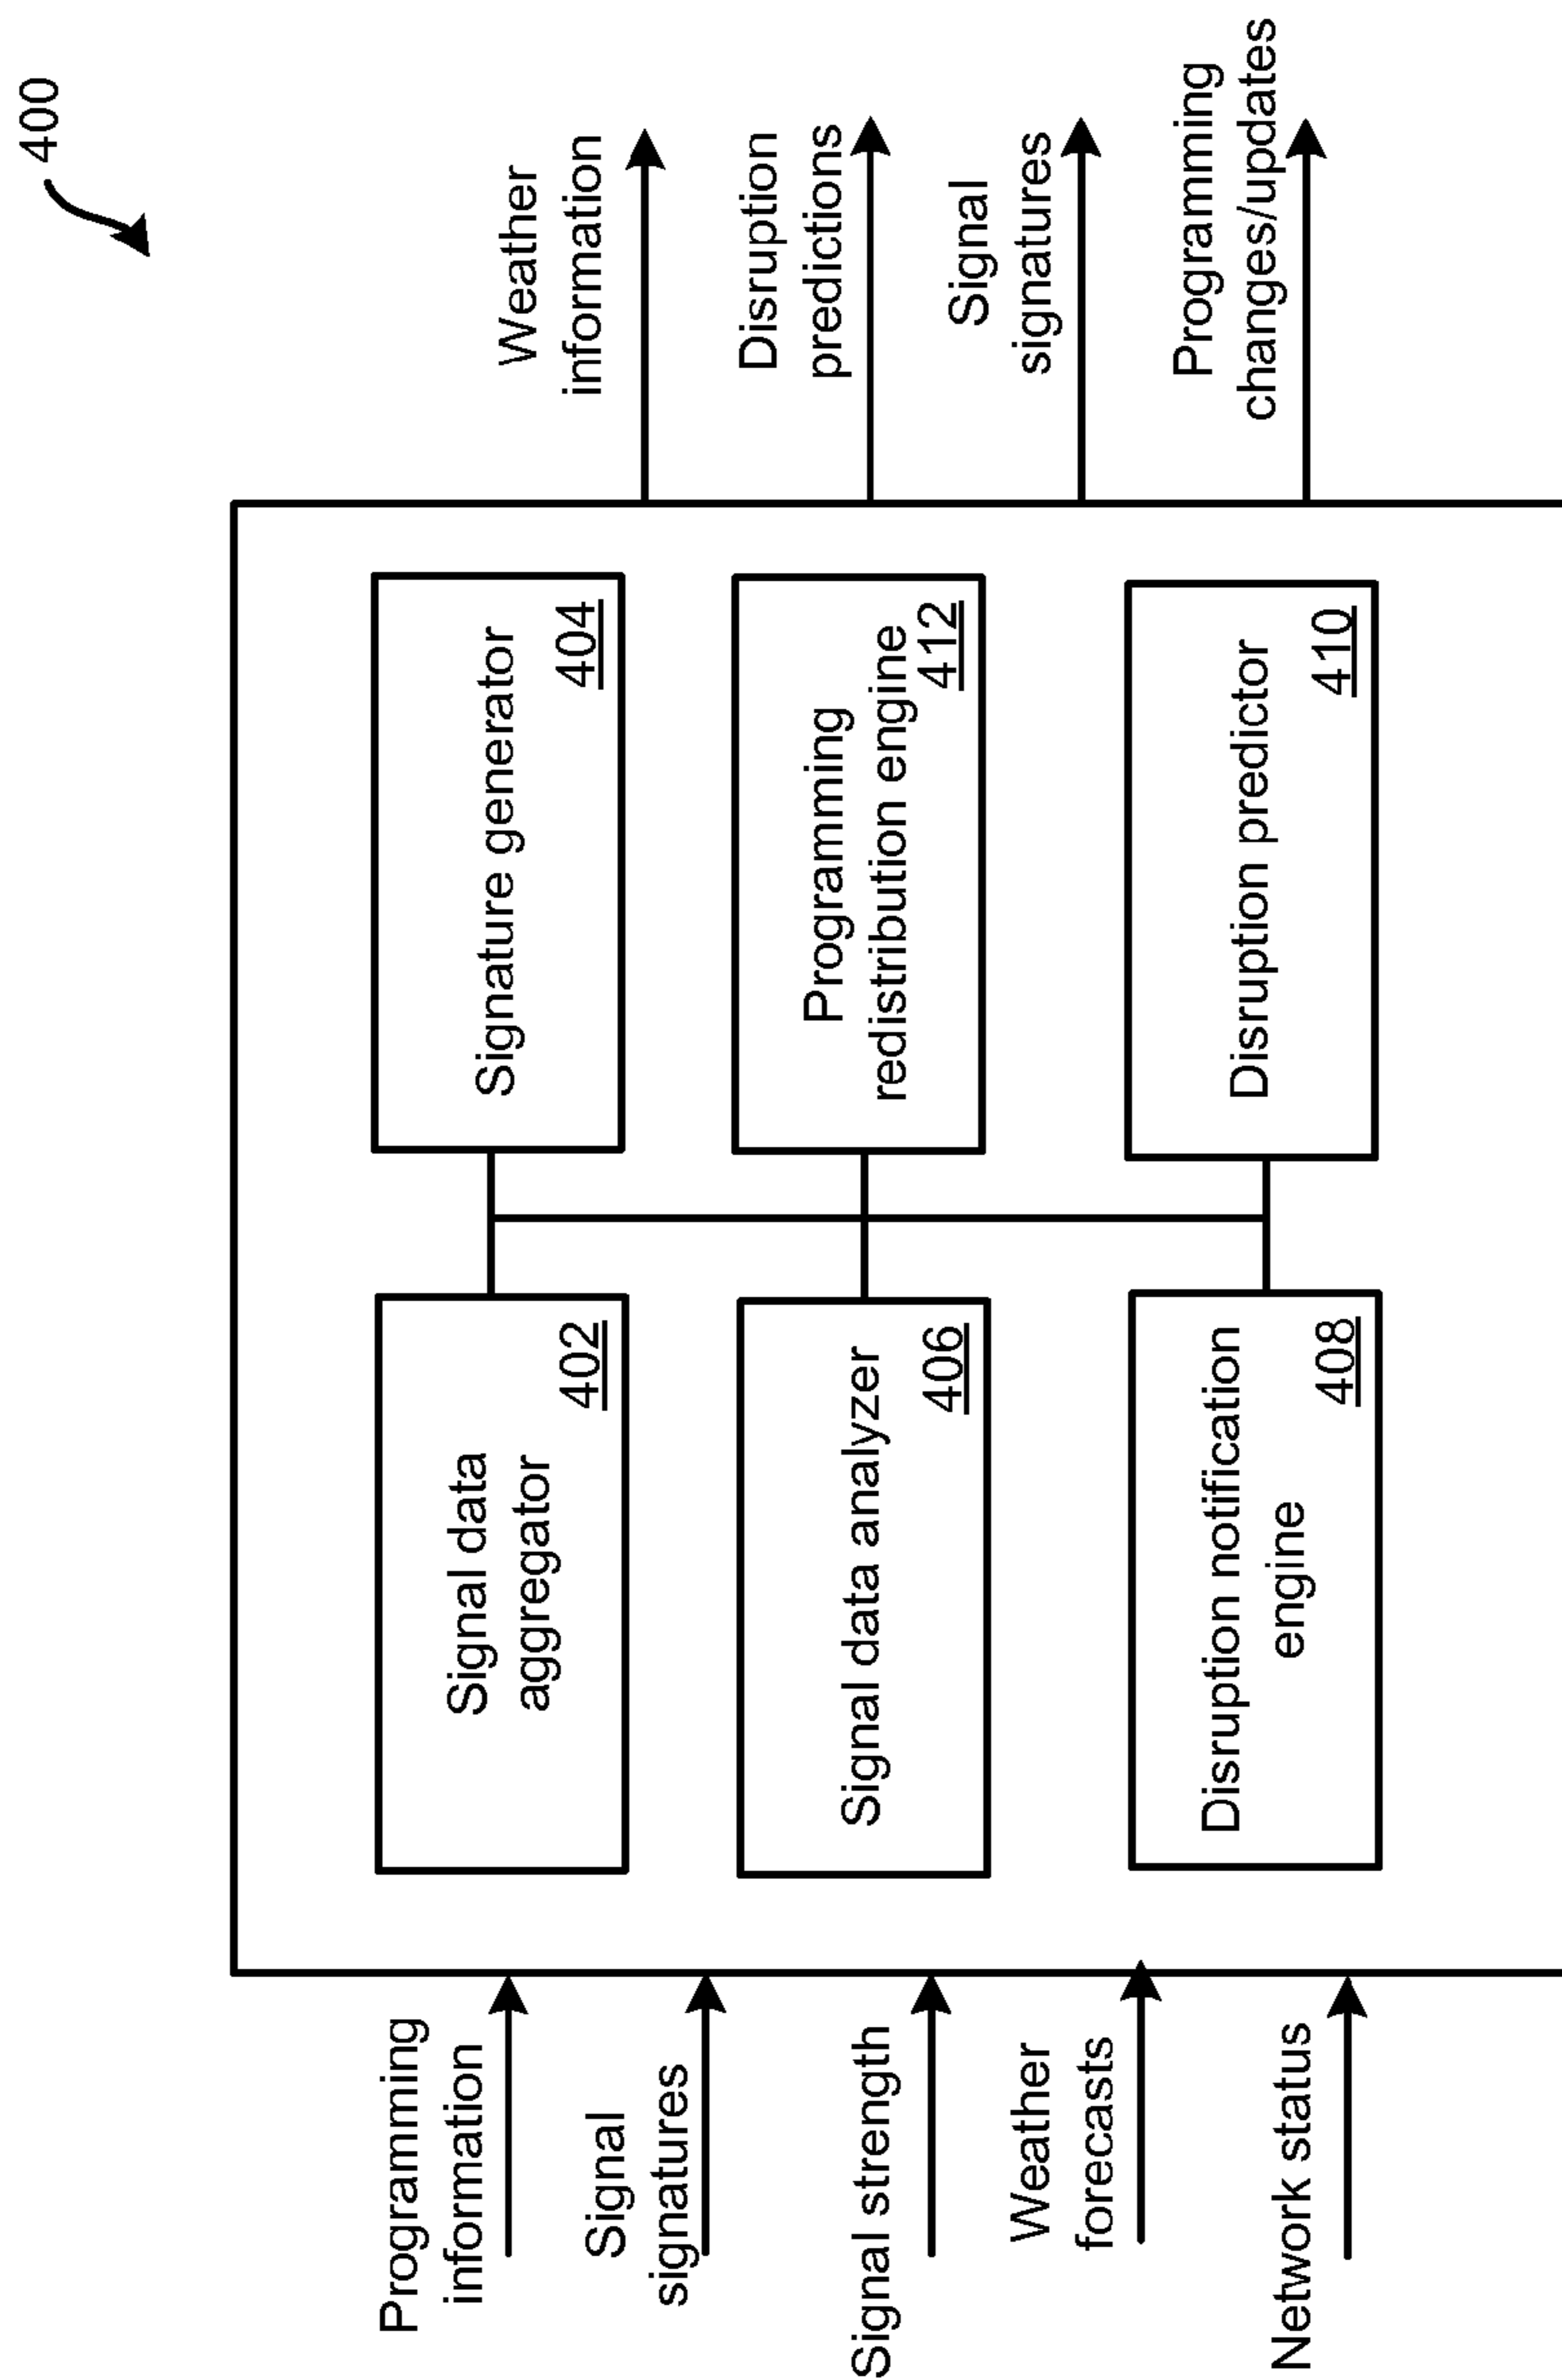 400
Programming
information
Signal
signatures
Signal strength
Weather
forecasts
Network status
Signal data
aggregator
402
Signature generator
404
Signal data analyzer
406
Programming
redistribution engine
412
Disruption notification
engine
408
Disruption predictor
410
Weather
information
Disruption
predictions
Signal
signatures
Programming
changes/updates